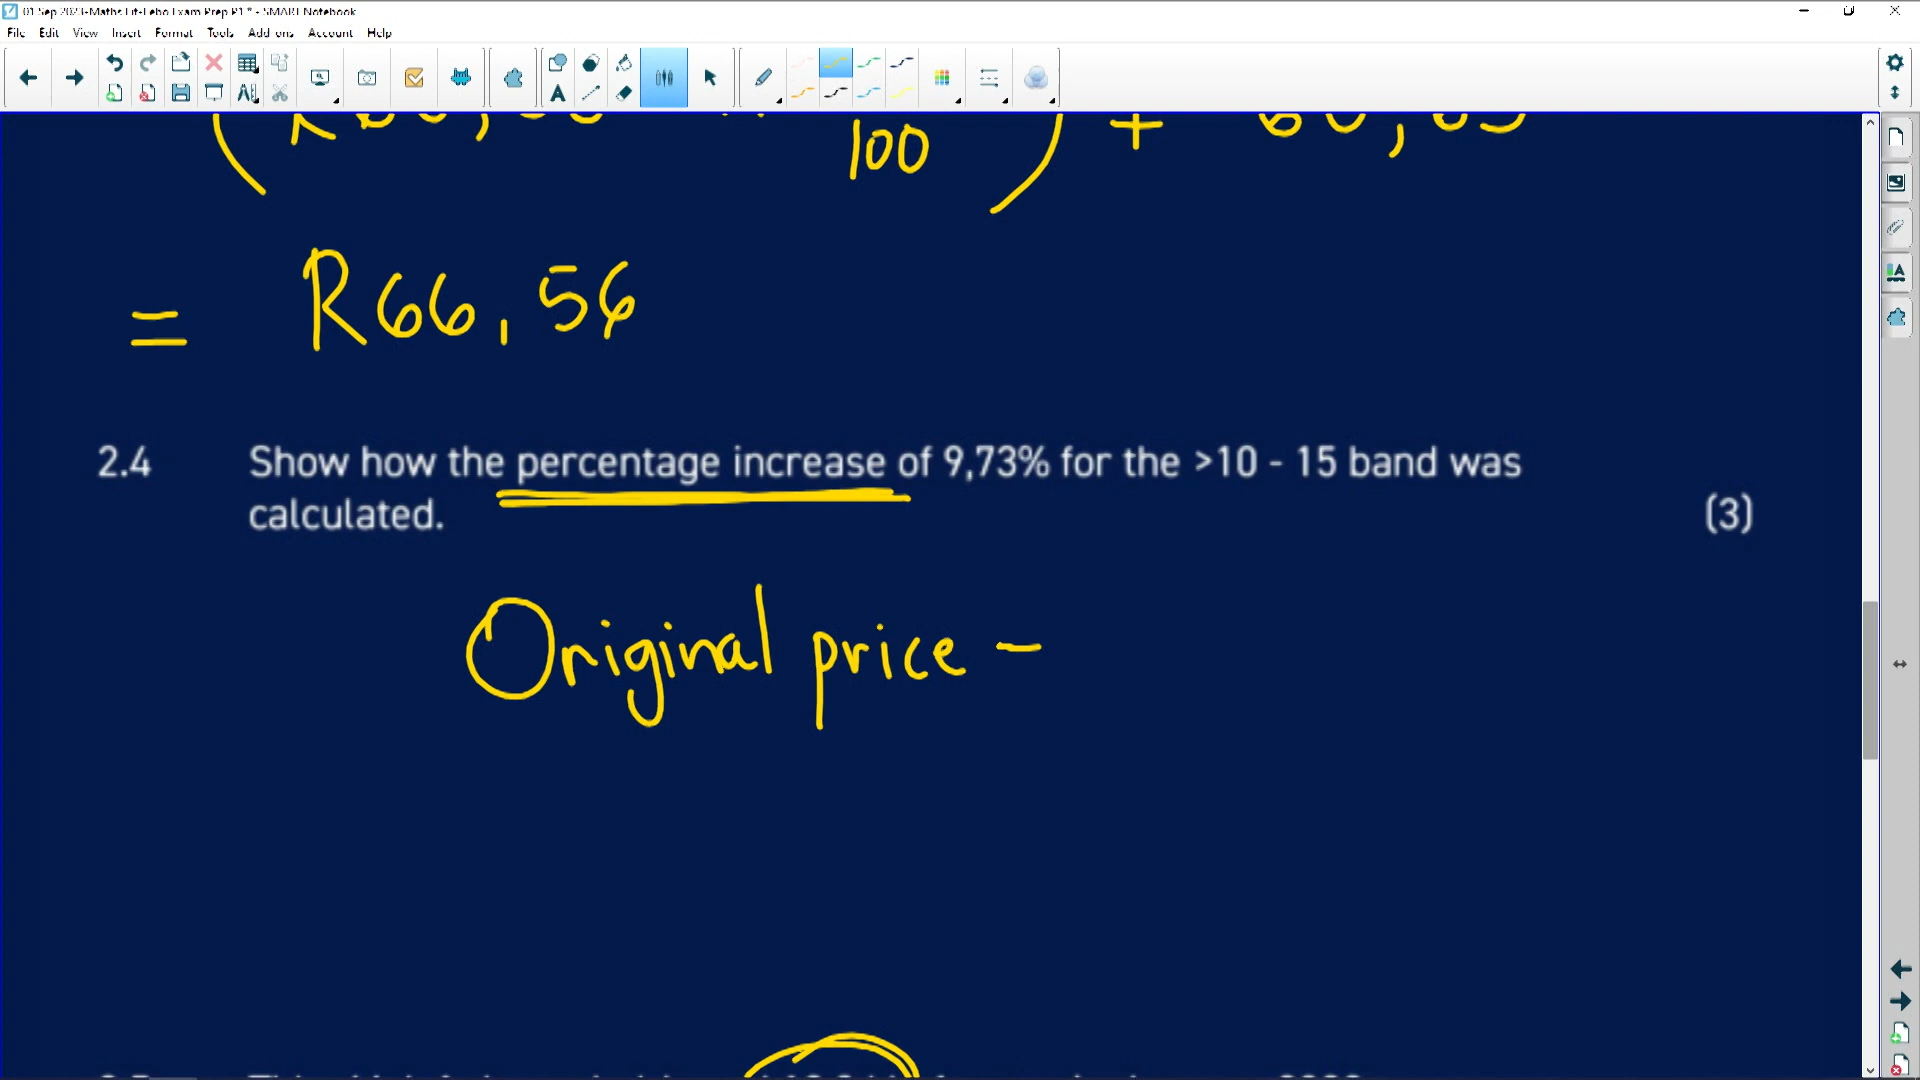 File Edit View Insert Format Tools Add-ons Account Help
100
= R66,56
2.4 Show how the percentage increase of 9,73% for the >10 - 15 band was
calculated. (3)
Original price -